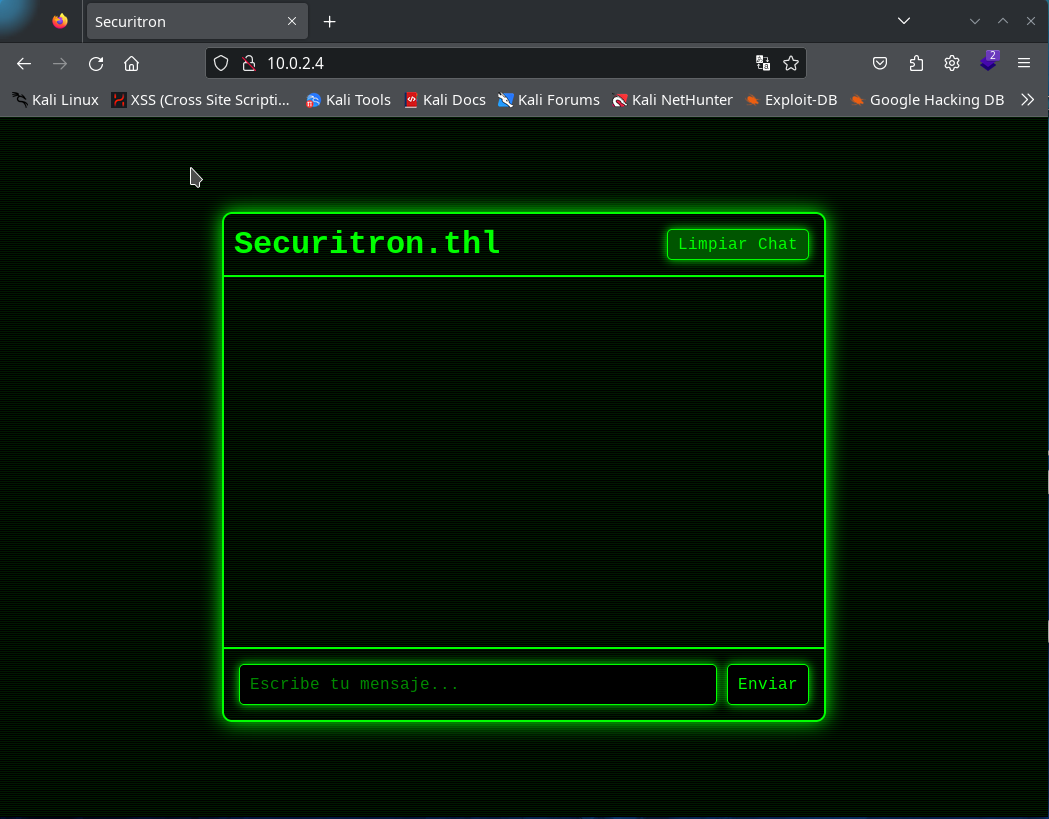 Securitron
10.0.2.4
2
Kali Linux
XSS (Cross Site Scripti...
Kali Tools
Kali Docs
Kali Forums
Kali NetHunter
Exploit-DB
Google Hacking DB
Securitron.thl
Limpiar Chat
Escribe tu mensaje...
Enviar